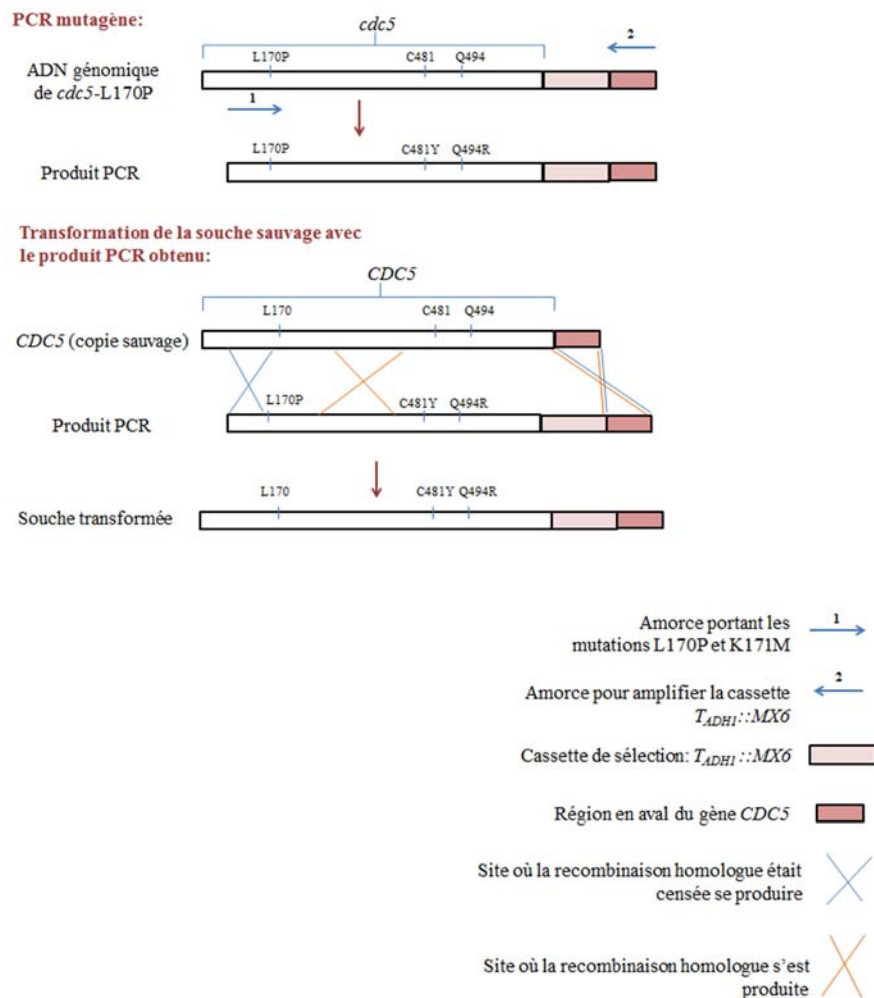 PCR mutagène:
cdc5
2
L170P C481 Q494
ADN génomique
de cdc5-L170P
1
L170P C481Y Q494R
Produit PCR
Transformation de la souche sauvage avec
le produit PCR obtenu:
CDC5
L170 C481 Q494
CDC5 (copie sauvage)
L170P C481Y Q494R
Produit PCR
L170 C481Y Q494R
Souche transformée
Amorce portant les 1
mutations L170P et K171M
Amorce pour amplifier la cassette 2
TADH1::MX6
Cassette de sélection: TADH1::MX6
Région en aval du gène CDC5
Site où la recombinaison homologue était
censée se produire
Site où la recombinaison homologue s'est
produite